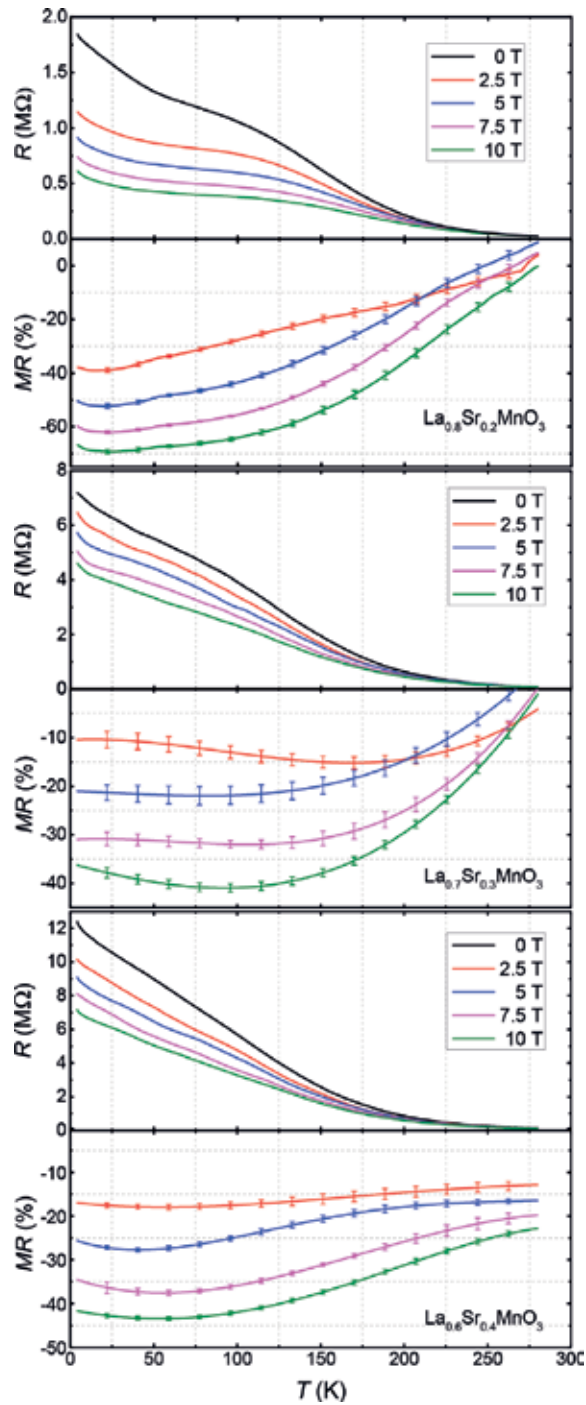 2.0
1.5
1.0
0.5
0.0
R (MΩ)
0 T
2.5 T
5 T
7.5 T
10 T
0
-20
-40
-60
MR (%)
La0.8Sr0.2MnO3
8
6
4
2
0
R (MΩ)
0 T
2.5 T
5 T
7.5 T
10 T
-10
-20
-30
-40
MR (%)
La0.7Sr0.3MnO3
12
10
8
6
4
2
0
R (MΩ)
0 T
2.5 T
5 T
7.5 T
10 T
-10
-20
-30
-40
-50
MR (%)
La0.6Sr0.4MnO3
0 50 100 150 200 250 300
T (K)